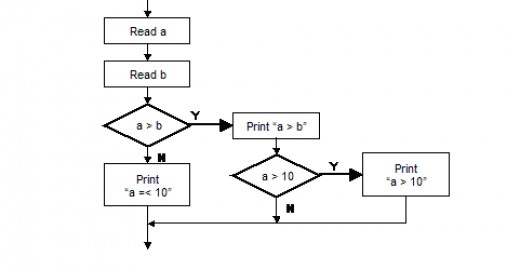 Read a
Read b
a > b
Y
Print “a > b”
N
Print
“a =< 10”
a > 10
Y
Print
“a > 10”
N